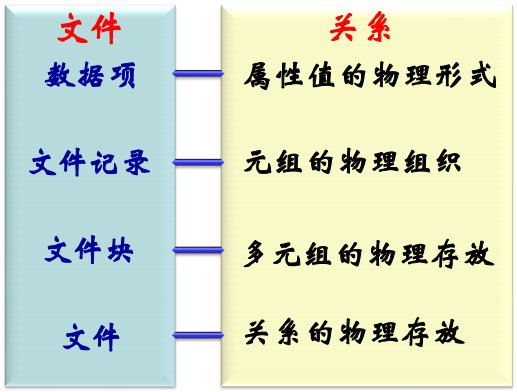 文件 关系
数据项 属性值的物理形式
文件记录 元组的物理组织
文件块 多元组的物理存放
文件 关系的物理存放